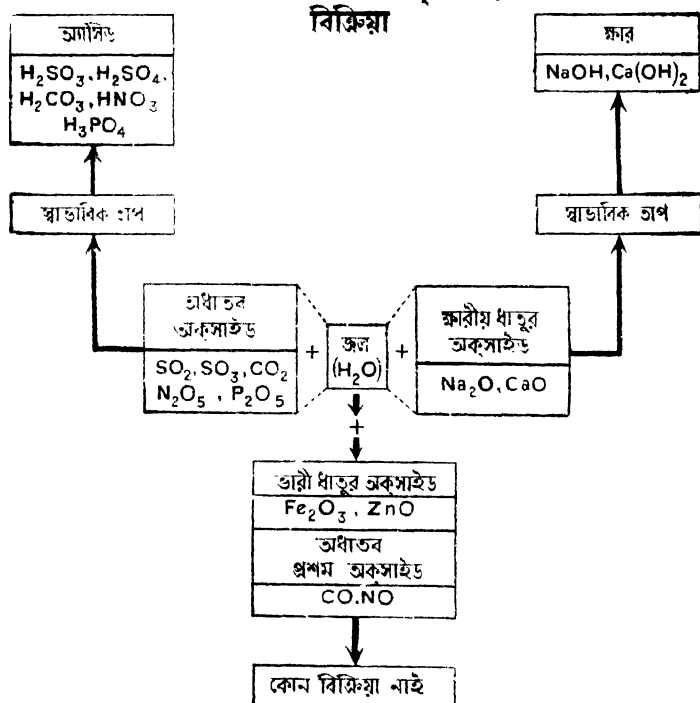 বিক্রিয়া
অ্যাসিড
H₂SO₃, H₂SO₄,
H₂CO₃, HNO₃
H₃PO₄
ক্ষার
NaOH, Ca(OH)₂
স্বাভাবিক তাপ
স্বাভাবিক তাপ
অধাতব
অক্সাইড
SO₂, SO₃, CO₂
N₂O₅ , P₂O₅
+
জল
(H₂O)
+
ক্ষারীয় ধাতুর
অক্সাইড
Na₂O, CaO
+
ভারী ধাতুর অক্সাইড
Fe₂O₃ , ZnO
অধাতব
প্রশম অক্সাইড
CO.NO
কোন বিক্রিয়া নাই